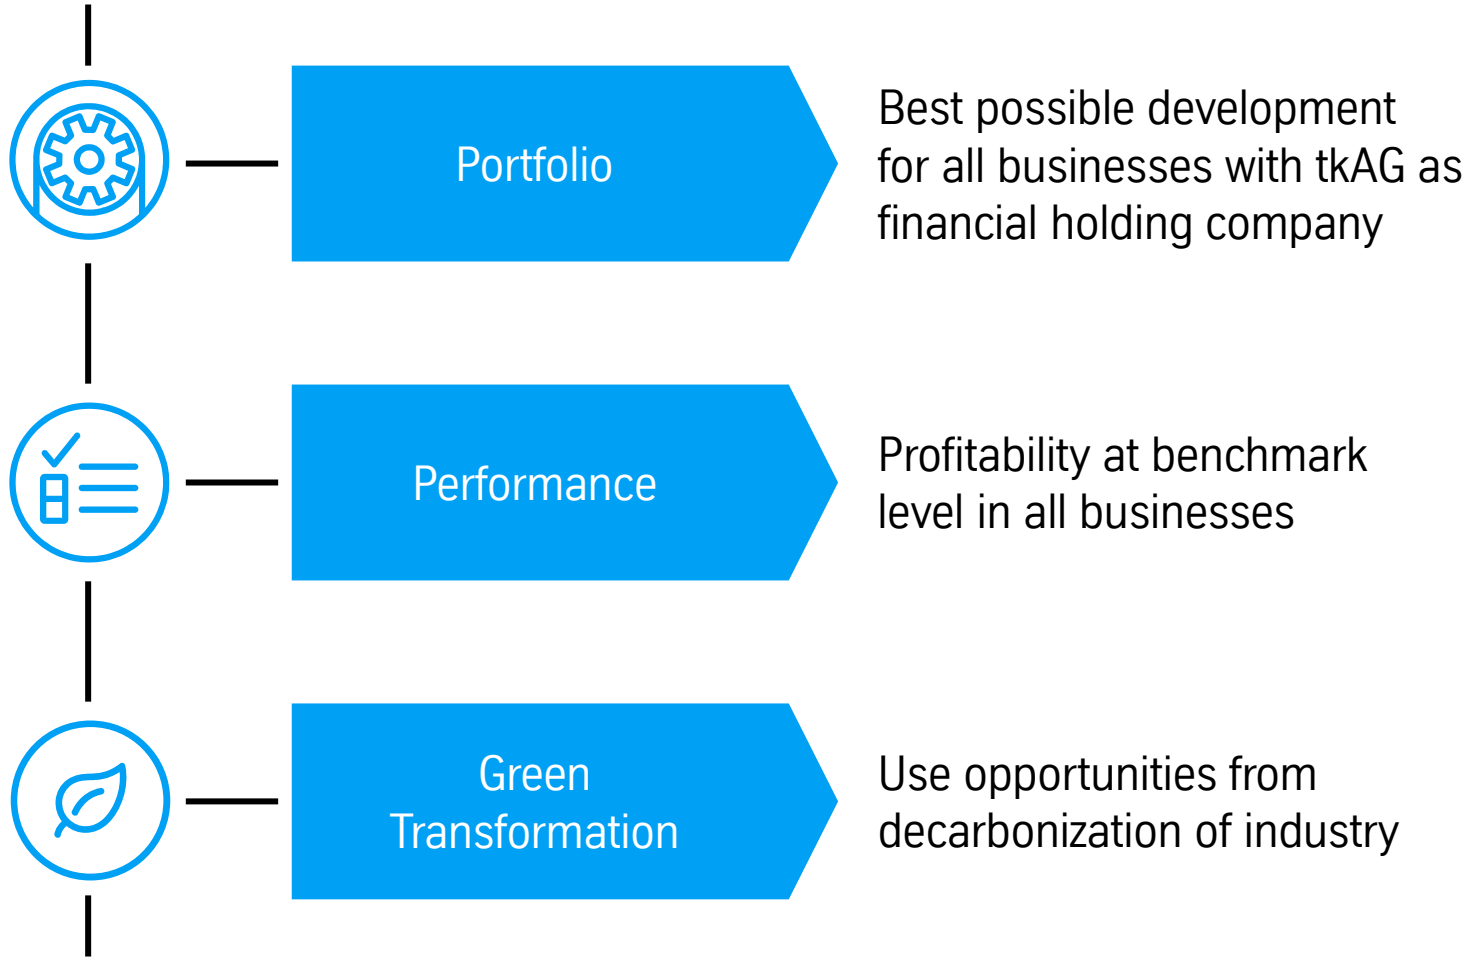 Portfolio
Best possible development
for all businesses with tkAG as
financial holding company
Performance
Profitability at benchmark
level in all businesses
Green
Transformation
Use opportunities from
decarbonization of industry